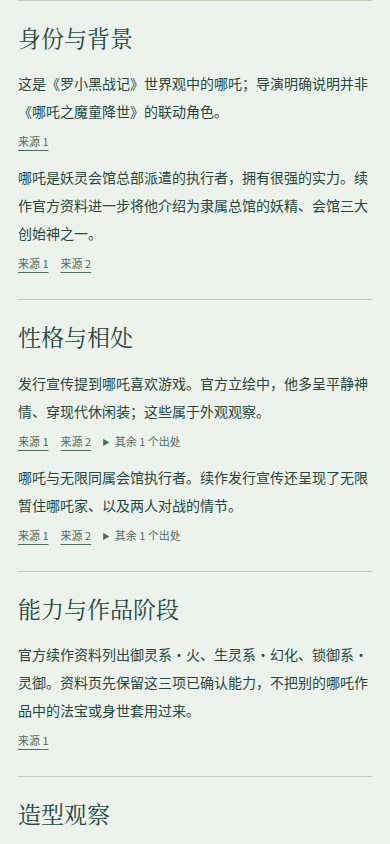 身份与背景
这是《罗小黑战记》世界观中的哪吒；导演明确说明并非
《哪吒之魔童降世》的联动角色。
来源 1
哪吒是妖灵会馆总部派遣的执行者，拥有很强的实力。续
作官方资料进一步将他介绍为隶属总馆的妖精、会馆三大
创始神之一。
来源 1 来源 2
性格与相处
发行宣传提到哪吒喜欢游戏。官方立绘中，他多呈平静神
情、穿现代休闲装；这些属于外观观察。
来源 1 来源 2 ▶ 其余 1 个出处
哪吒与无限同属会馆执行者。续作发行宣传还呈现了无限
暂住哪吒家、以及两人对战的情节。
来源 1 来源 2 ▶ 其余 1 个出处
能力与作品阶段
官方续作资料列出御灵系・火、生灵系・幻化、锁御系・
灵御。资料页先保留这三项已确认能力，不把别的哪吒作
品中的法宝或身世套用过来。
来源 1
造型观察